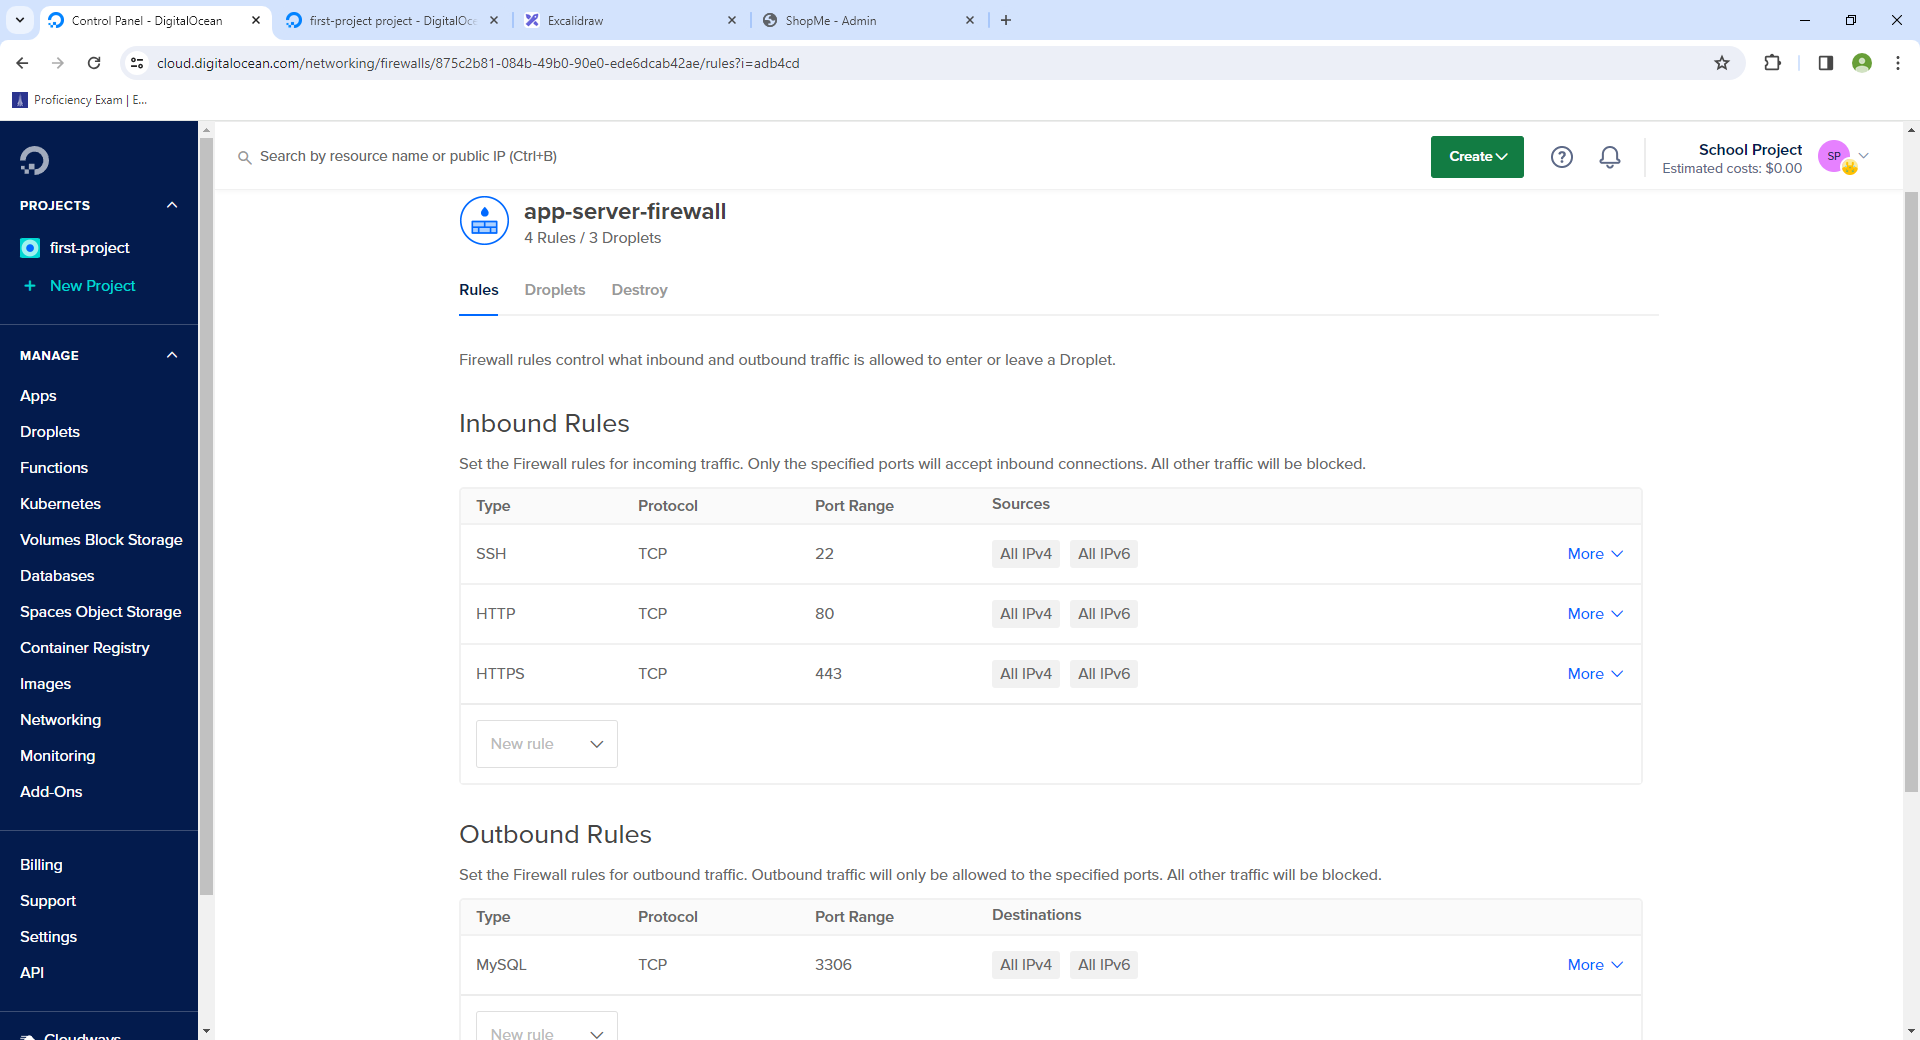 Control Panel - DigitalOcean
first-project project - DigitalOce
Excalidraw
ShopMe - Admin
cloud.digitalocean.com/networking/firewalls/875c2b81-084b-49b0-90e0-ede6dcab42ae/rules?i=adb4cd
Proficiency Exam | E...
Search by resource name or public IP (Ctrl+B)
Create
School Project
Estimated costs: $0.00
SP
PROJECTS
first-project
+ New Project
MANAGE
Apps
Droplets
Functions
Kubernetes
Volumes Block Storage
Databases
Spaces Object Storage
Container Registry
Images
Networking
Monitoring
Add-Ons
Billing
Support
Settings
API
Cloudways
app-server-firewall
4 Rules / 3 Droplets
Rules Droplets Destroy
Firewall rules control what inbound and outbound traffic is allowed to enter or leave a Droplet.
Inbound Rules
Set the Firewall rules for incoming traffic. Only the specified ports will accept inbound connections. All other traffic will be blocked.
Type Protocol Port Range Sources
SSH TCP 22 All IPv4 All IPv6 More
HTTP TCP 80 All IPv4 All IPv6 More
HTTPS TCP 443 All IPv4 All IPv6 More
New rule
Outbound Rules
Set the Firewall rules for outbound traffic. Outbound traffic will only be allowed to the specified ports. All other traffic will be blocked.
Type Protocol Port Range Destinations
MySQL TCP 3306 All IPv4 All IPv6 More
New rule